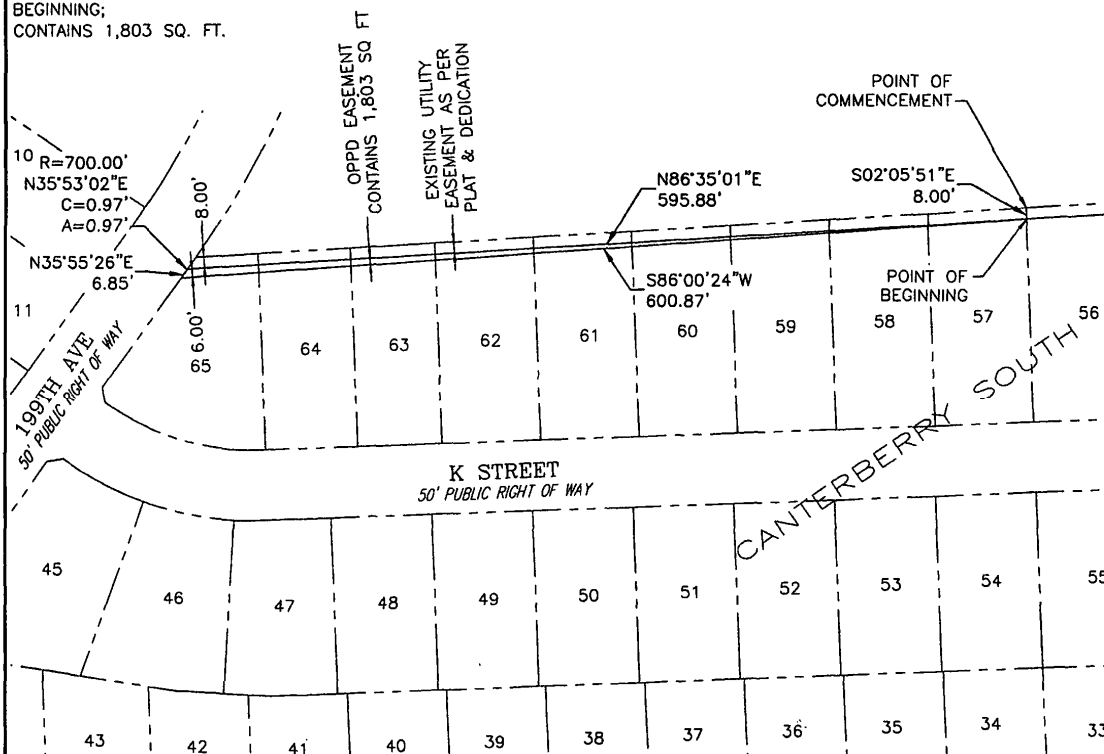 BEGINNING;
CONTAINS 1,803 SQ. FT.
OPPD EASEMENT
CONTAINS 1,803 SQ FT
EXISTING UTILITY
EASEMENT AS PER
PLAT & DEDICATION
POINT OF
COMMENCEMENT
10
R=700.00'
N35°53'02"E
C=0.97'
A=0.97'
8.00'
N86°35'01"E
595.88'
S02°05'51"E
8.00'
N35°55'26"E
6.85'
S86°00'24"W
600.87'
POINT OF
BEGINNING
11
6.00'
65
64
63
62
61
60
59
58
57
56
199TH AVE
50' PUBLIC RIGHT OF WAY
K STREET
50' PUBLIC RIGHT OF WAY
CANTERBERRY SOUTH
45
46
47
48
49
50
51
52
53
54
55
43
42
41
40
39
38
37
36
35
34
33